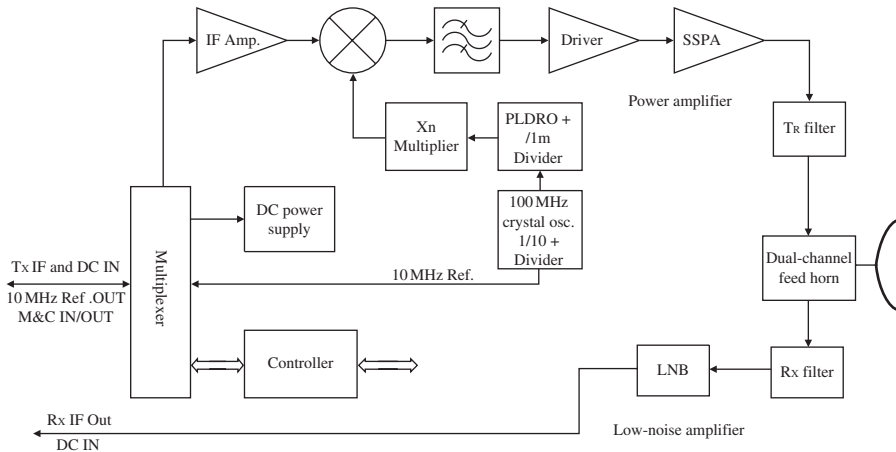 IF Amp.
Driver
SSPA
Power amplifier
Xn
Multiplier
PLDRO +
/1m
Divider
TR filter
100 MHz
crystal osc.
1/10 +
Divider
DC power
supply
Multiplexer
Tx IF and DC IN
10 MHz Ref .OUT
M&C IN/OUT
10 MHz Ref.
Dual-channel
feed horn
Controller
LNB
Rx filter
Rx IF Out
DC IN
Low-noise amplifier